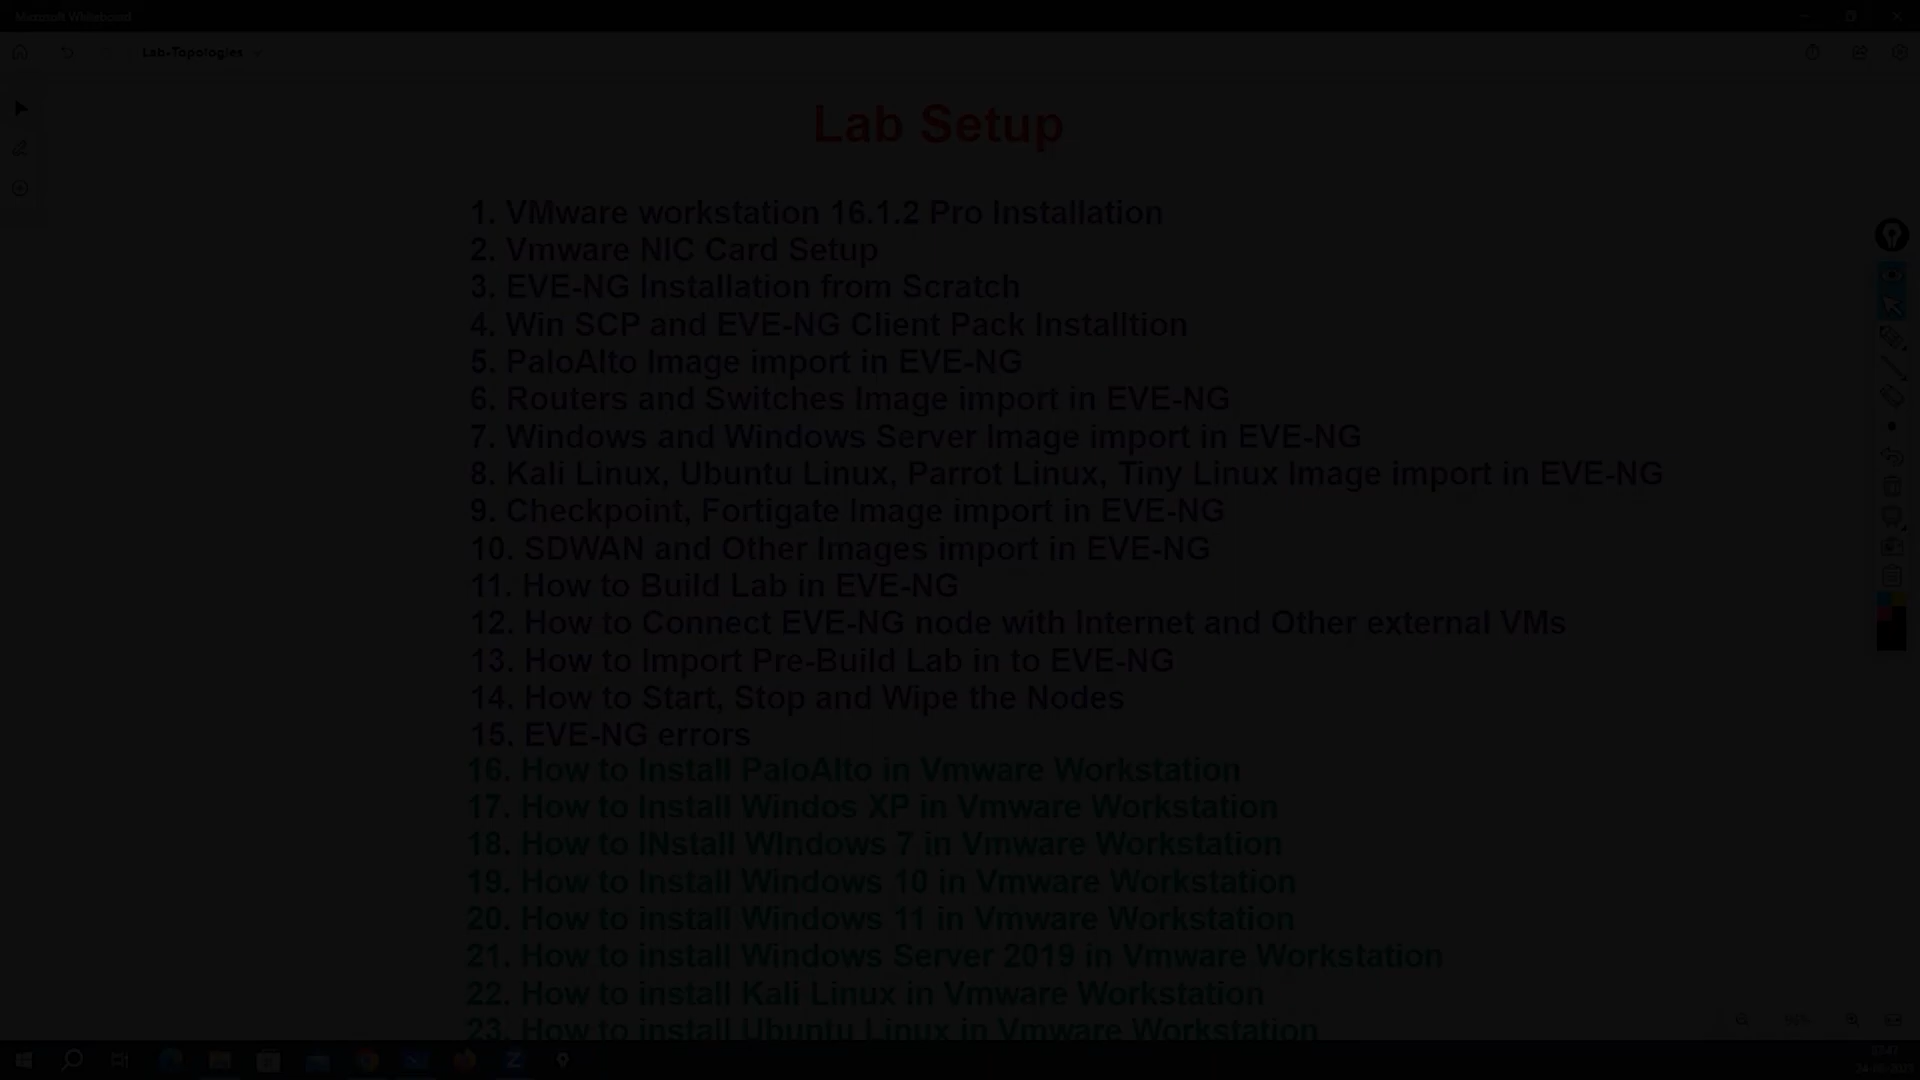 Microsoft Whiteboard
Lab-Topologies
Lab Setup
1. VMware workstation 16.1.2 Pro Installation
2. Vmware NIC Card Setup
3. EVE-NG Installation from Scratch
4. Win SCP and EVE-NG Client Pack Installtion
5. PaloAlto Image import in EVE-NG
6. Routers and Switches Image import in EVE-NG
7. Windows and Windows Server Image import in EVE-NG
8. Kali Linux, Ubuntu Linux, Parrot Linux, Tiny Linux Image import in EVE-NG
9. Checkpoint, Fortigate Image import in EVE-NG
10. SDWAN and Other Images import in EVE-NG
11. How to Build Lab in EVE-NG
12. How to Connect EVE-NG node with Internet and Other external VMs
13. How to Import Pre-Build Lab in to EVE-NG
14. How to Start, Stop and Wipe the Nodes
15. EVE-NG errors
16. How to Install PaloAlto in Vmware Workstation
17. How to Install Windos XP in Vmware Workstation
18. How to INstall WIndows 7 in Vmware Workstation
19. How to Install Windows 10 in Vmware Workstation
20. How to install Windows 11 in Vmware Workstation
21. How to install Windows Server 2019 in Vmware Workstation
22. How to install Kali Linux in Vmware Workstation
23. How to install Ubuntu Linux in Vmware Workstation